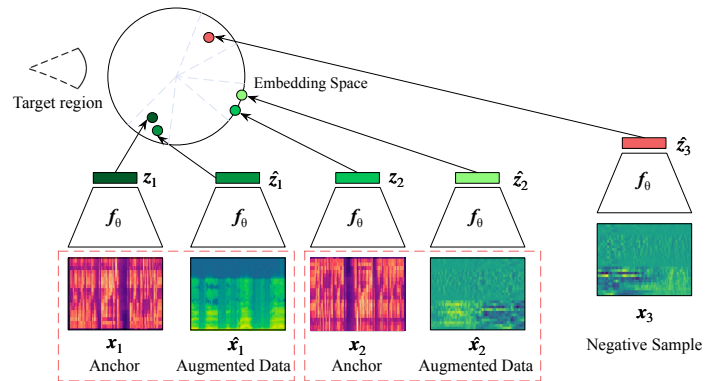 Embedding Space
Target region
z₁
ẑ₁
z₂
ẑ₂
ẑ₃
f_θ
f_θ
f_θ
f_θ
f_θ
x₁
x̂₁
x₂
x̂₂
x₃
Anchor
Augmented Data
Anchor
Augmented Data
Negative Sample